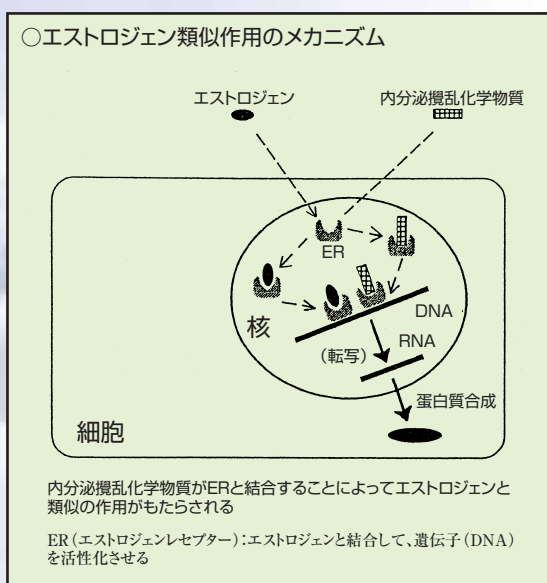 ○エストロジェン類似作用のメカニズム
エストロジェン
内分泌攪乱化学物質
ER
DNA
核
RNA
(転写)
蛋白質合成
細胞
内分泌攪乱化学物質がERと結合することによってエストロジェンと
類似の作用がもたらされる
ER(エストロジェンレセプター):エストロジェンと結合して、遺伝子(DNA)
を活性化させる